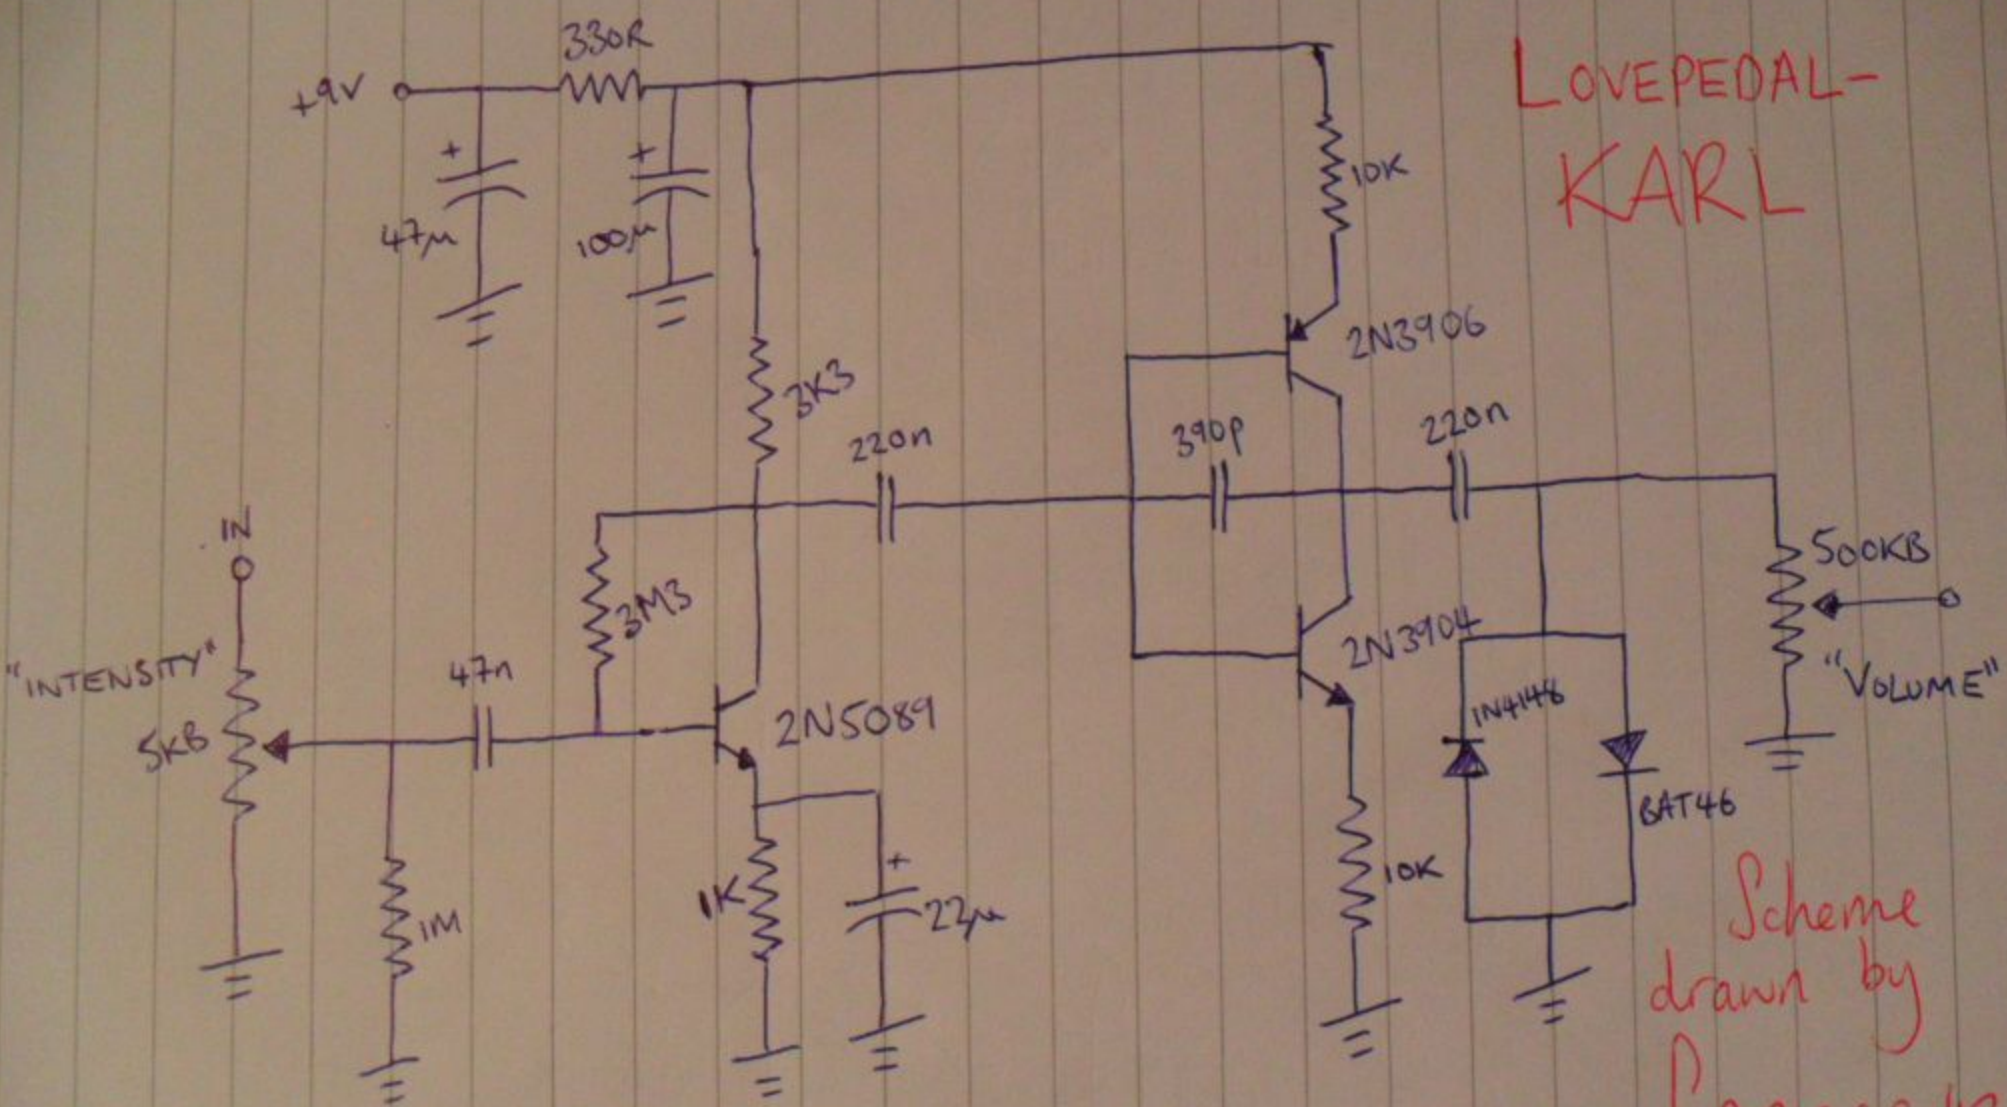 330R
+9V
LOVEPEDAL-
KARL
+
+
47µ
100µ
10K
2N3906
3K3
220n
390p
220n
IN
500KB
"VOLUME"
3M3
2N3904
"INTENSITY"
5KB
47n
2N5089
1N4148
BAT46
1M
1K
+
22µ
10K
Scheme
drawn by